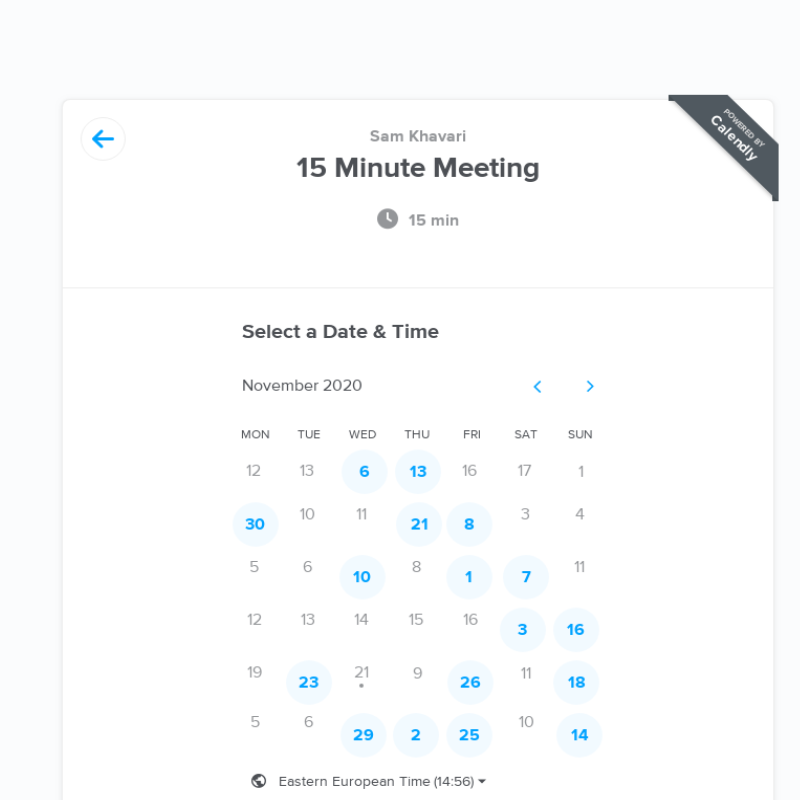 POWERED BY
Calendly
Sam Khavari
15 Minute Meeting
15 min
Select a Date & Time
November 2020
MON TUE WED THU FRI SAT SUN
12 13 6 13 16 17 1
30 10 11 21 8 3 4
5 6 10 8 1 7 11
12 13 14 15 16 3 16
19 23 21 9 26 11 18
5 6 29 2 25 10 14
Eastern European Time (14:56)